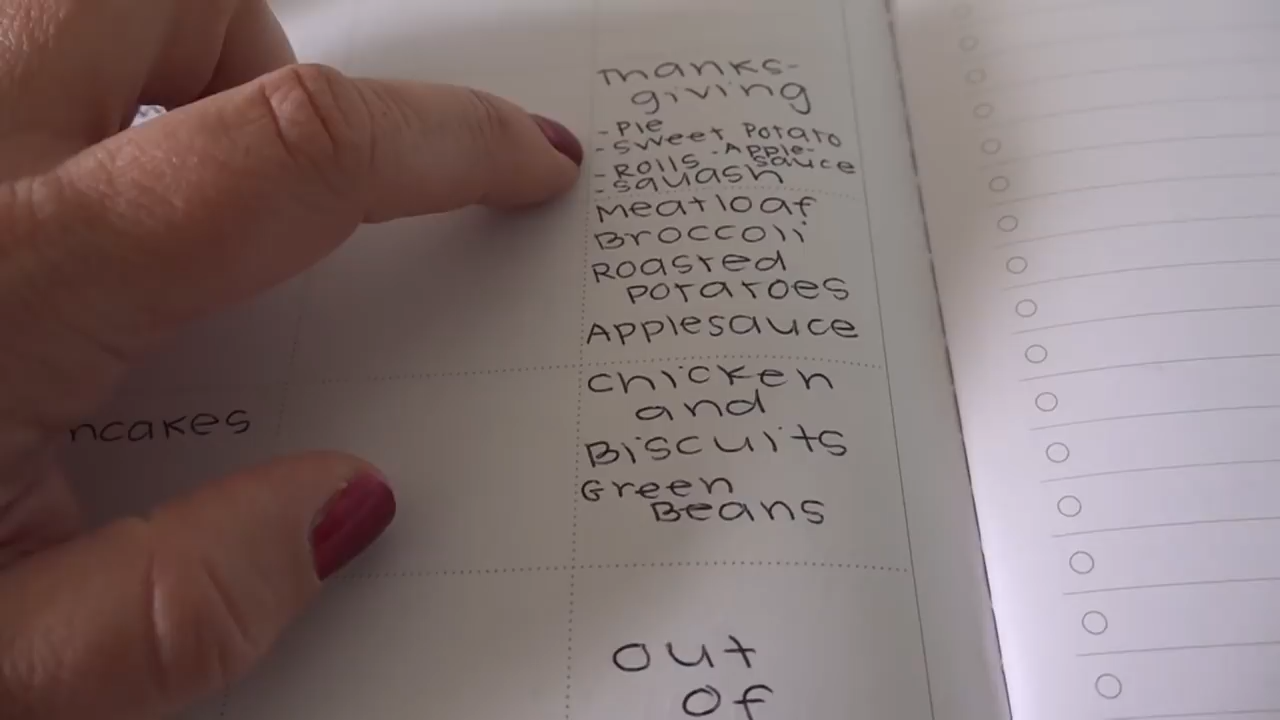 Thanks-
giving
- Pie
- Sweet Potato
- Rolls - Apple-
sauce
- Squash
Meatloaf
Broccoli
Roasted
Potatoes
Applesauce
Chicken
and
Biscuits
Green
Beans
ncakes
out
of